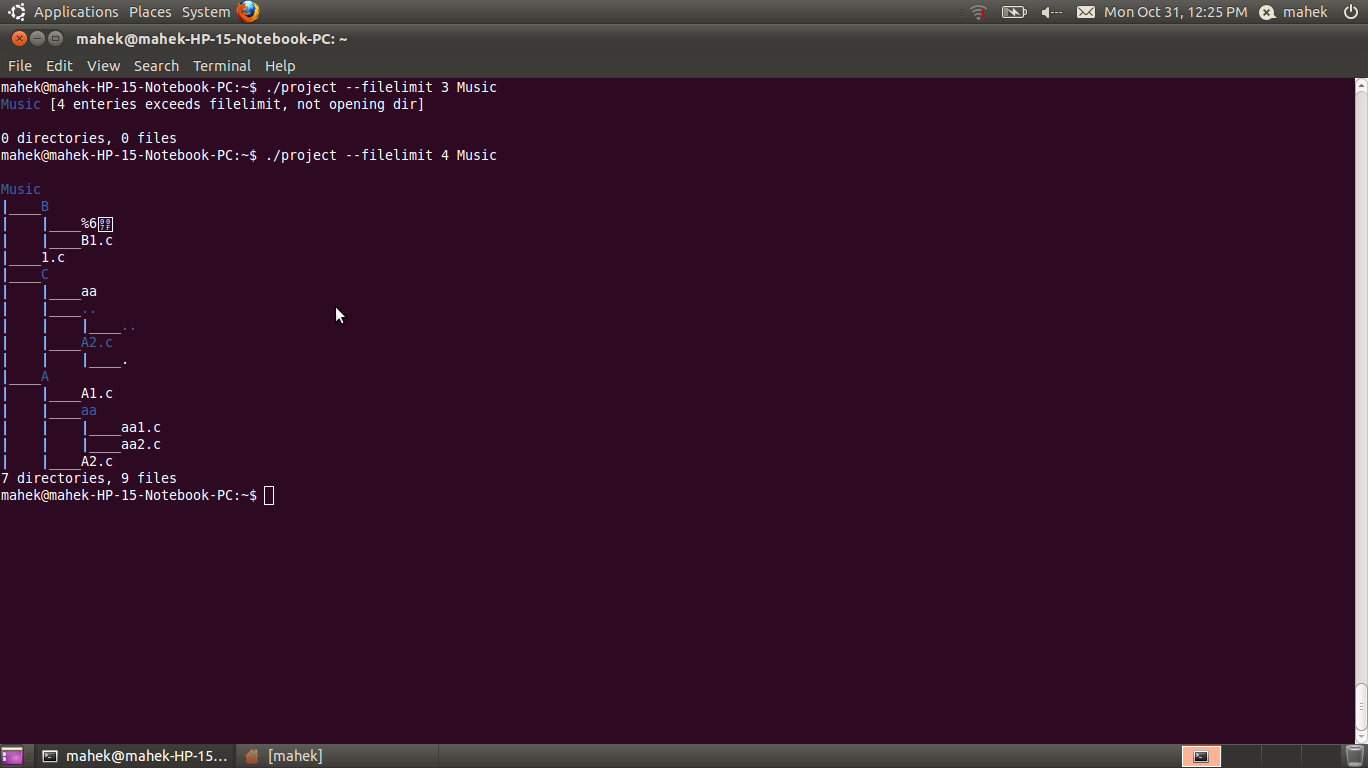 Applications Places System Mon Oct 31, 12:25 PM mahek
mahek@mahek-HP-15-Notebook-PC: ~
File Edit View Search Terminal Help
mahek@mahek-HP-15-Notebook-PC:~$ ./project --filelimit 3 Music
Music [4 enteries exceeds filelimit, not opening dir]
0 directories, 0 files
mahek@mahek-HP-15-Notebook-PC:~$ ./project --filelimit 4 Music
Music
|____B
|    |____%6
|    |____B1.c
|____1.c
|____C
|    |____aa
|    |____..
|    |    |____..
|    |____A2.c
|    |    |____.
|____A
|    |____A1.c
|    |____aa
|    |    |____aa1.c
|    |    |____aa2.c
|    |____A2.c
7 directories, 9 files
mahek@mahek-HP-15-Notebook-PC:~$
mahek@mahek-HP-15... [mahek]